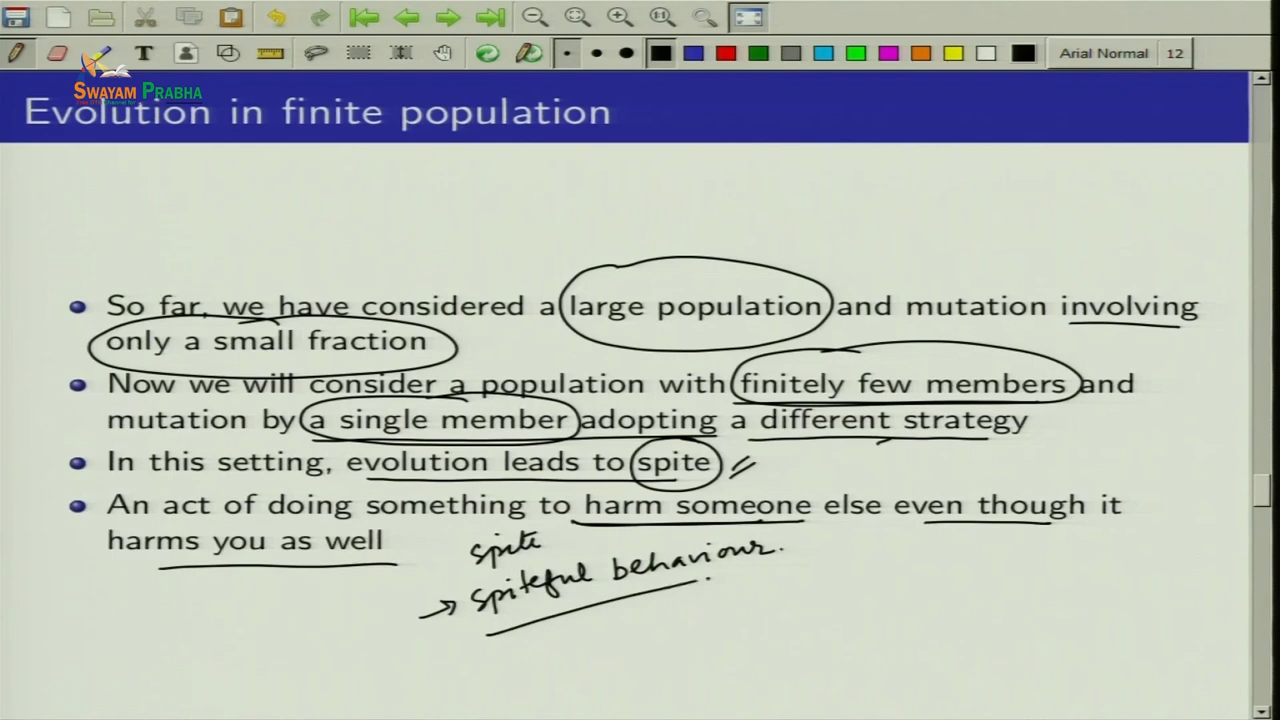 Arial Normal 12
SWAYAM PRABHA
Evolution in finite population
So far, we have considered a large population and mutation involving
only a small fraction
Now we will consider a population with finitely few members and
mutation by a single member adopting a different strategy
In this setting, evolution leads to spite
An act of doing something to harm someone else even though it
harms you as well
spite
→ spiteful behaviour.